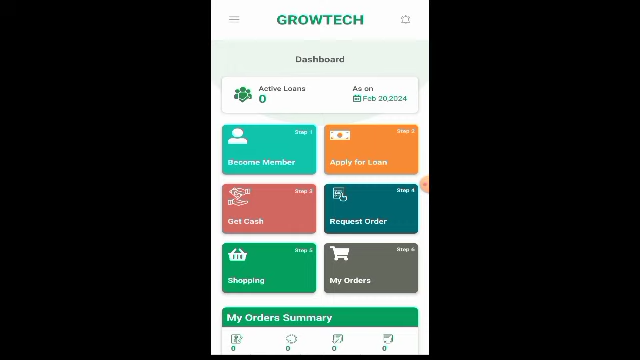 GROWTECH
Dashboard
Active Loans
0
As on
Feb 20,2024
Step 1
Become Member
Step 2
Apply for Loan
Step 3
Get Cash
Step 4
Request Order
Step 5
Shopping
Step 6
My Orders
My Orders Summary
0 0 0 0